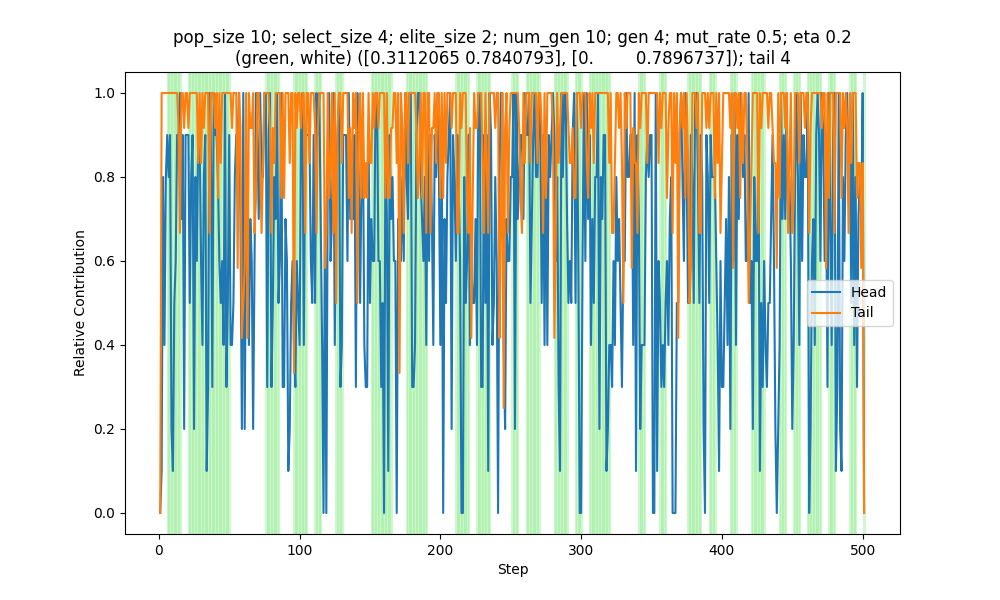 pop_size 10; select_size 4; elite_size 2; num_gen 10; gen 4; mut_rate 0.5; eta 0.2
(green, white) ([0.3112065 0.7840793], [0. 0.7896737]); tail 4
1.0
0.8
0.6
0.4
0.2
0.0
Relative Contribution
Head
Tail
0 100 200 300 400 500
Step